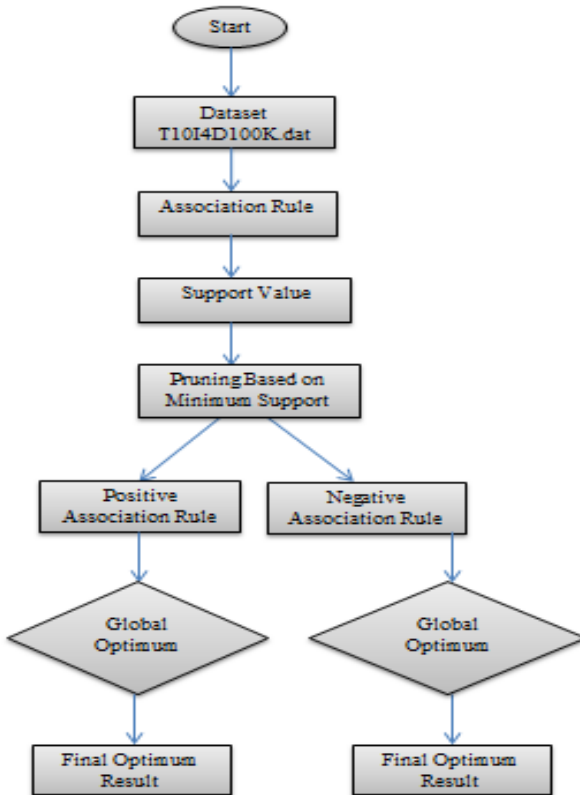 Start
Dataset
T10I4D100K.dat
Association Rule
Support Value
Pruning Based on
Minimum Support
Positive
Association Rule
Negative
Association Rule
Global
Optimum
Global
Optimum
Final Optimum
Result
Final Optimum
Result